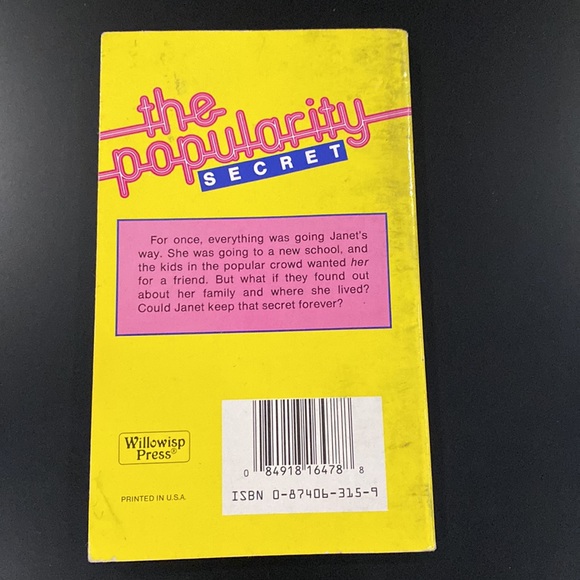 the
popularity
SECRET
For once, everything was going Janet's
way. She was going to a new school, and
the kids in the popular crowd wanted her
for a friend. But what if they found out
about her family and where she lived?
Could Janet keep that secret forever?
Willowisp
Press®
PRINTED IN U.S.A.
0 84918 16478 8
ISBN 0-87406-315-9